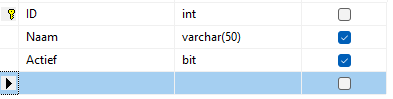 ID int
Naam varchar(50)
Actief bit